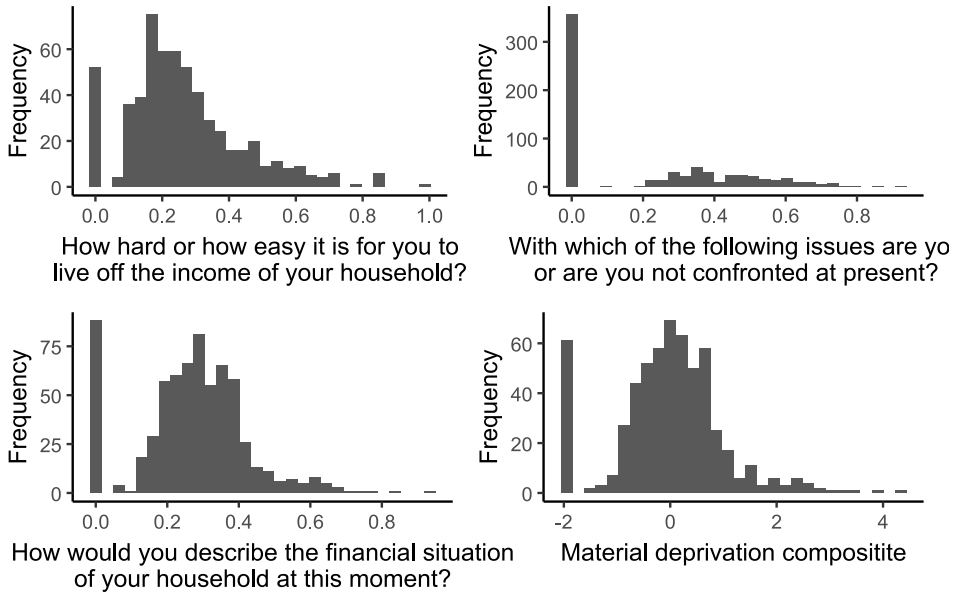 Frequency
60
40
20
0
0.0 0.2 0.4 0.6 0.8 1.0
How hard or how easy it is for you to
live off the income of your household?
Frequency
300
200
100
0
0.0 0.2 0.4 0.6 0.8
With which of the following issues are yo
or are you not confronted at present?
Frequency
75
50
25
0
0.0 0.2 0.4 0.6 0.8
How would you describe the financial situation
of your household at this moment?
Frequency
60
40
20
0
-2 0 2 4
Material deprivation compositite